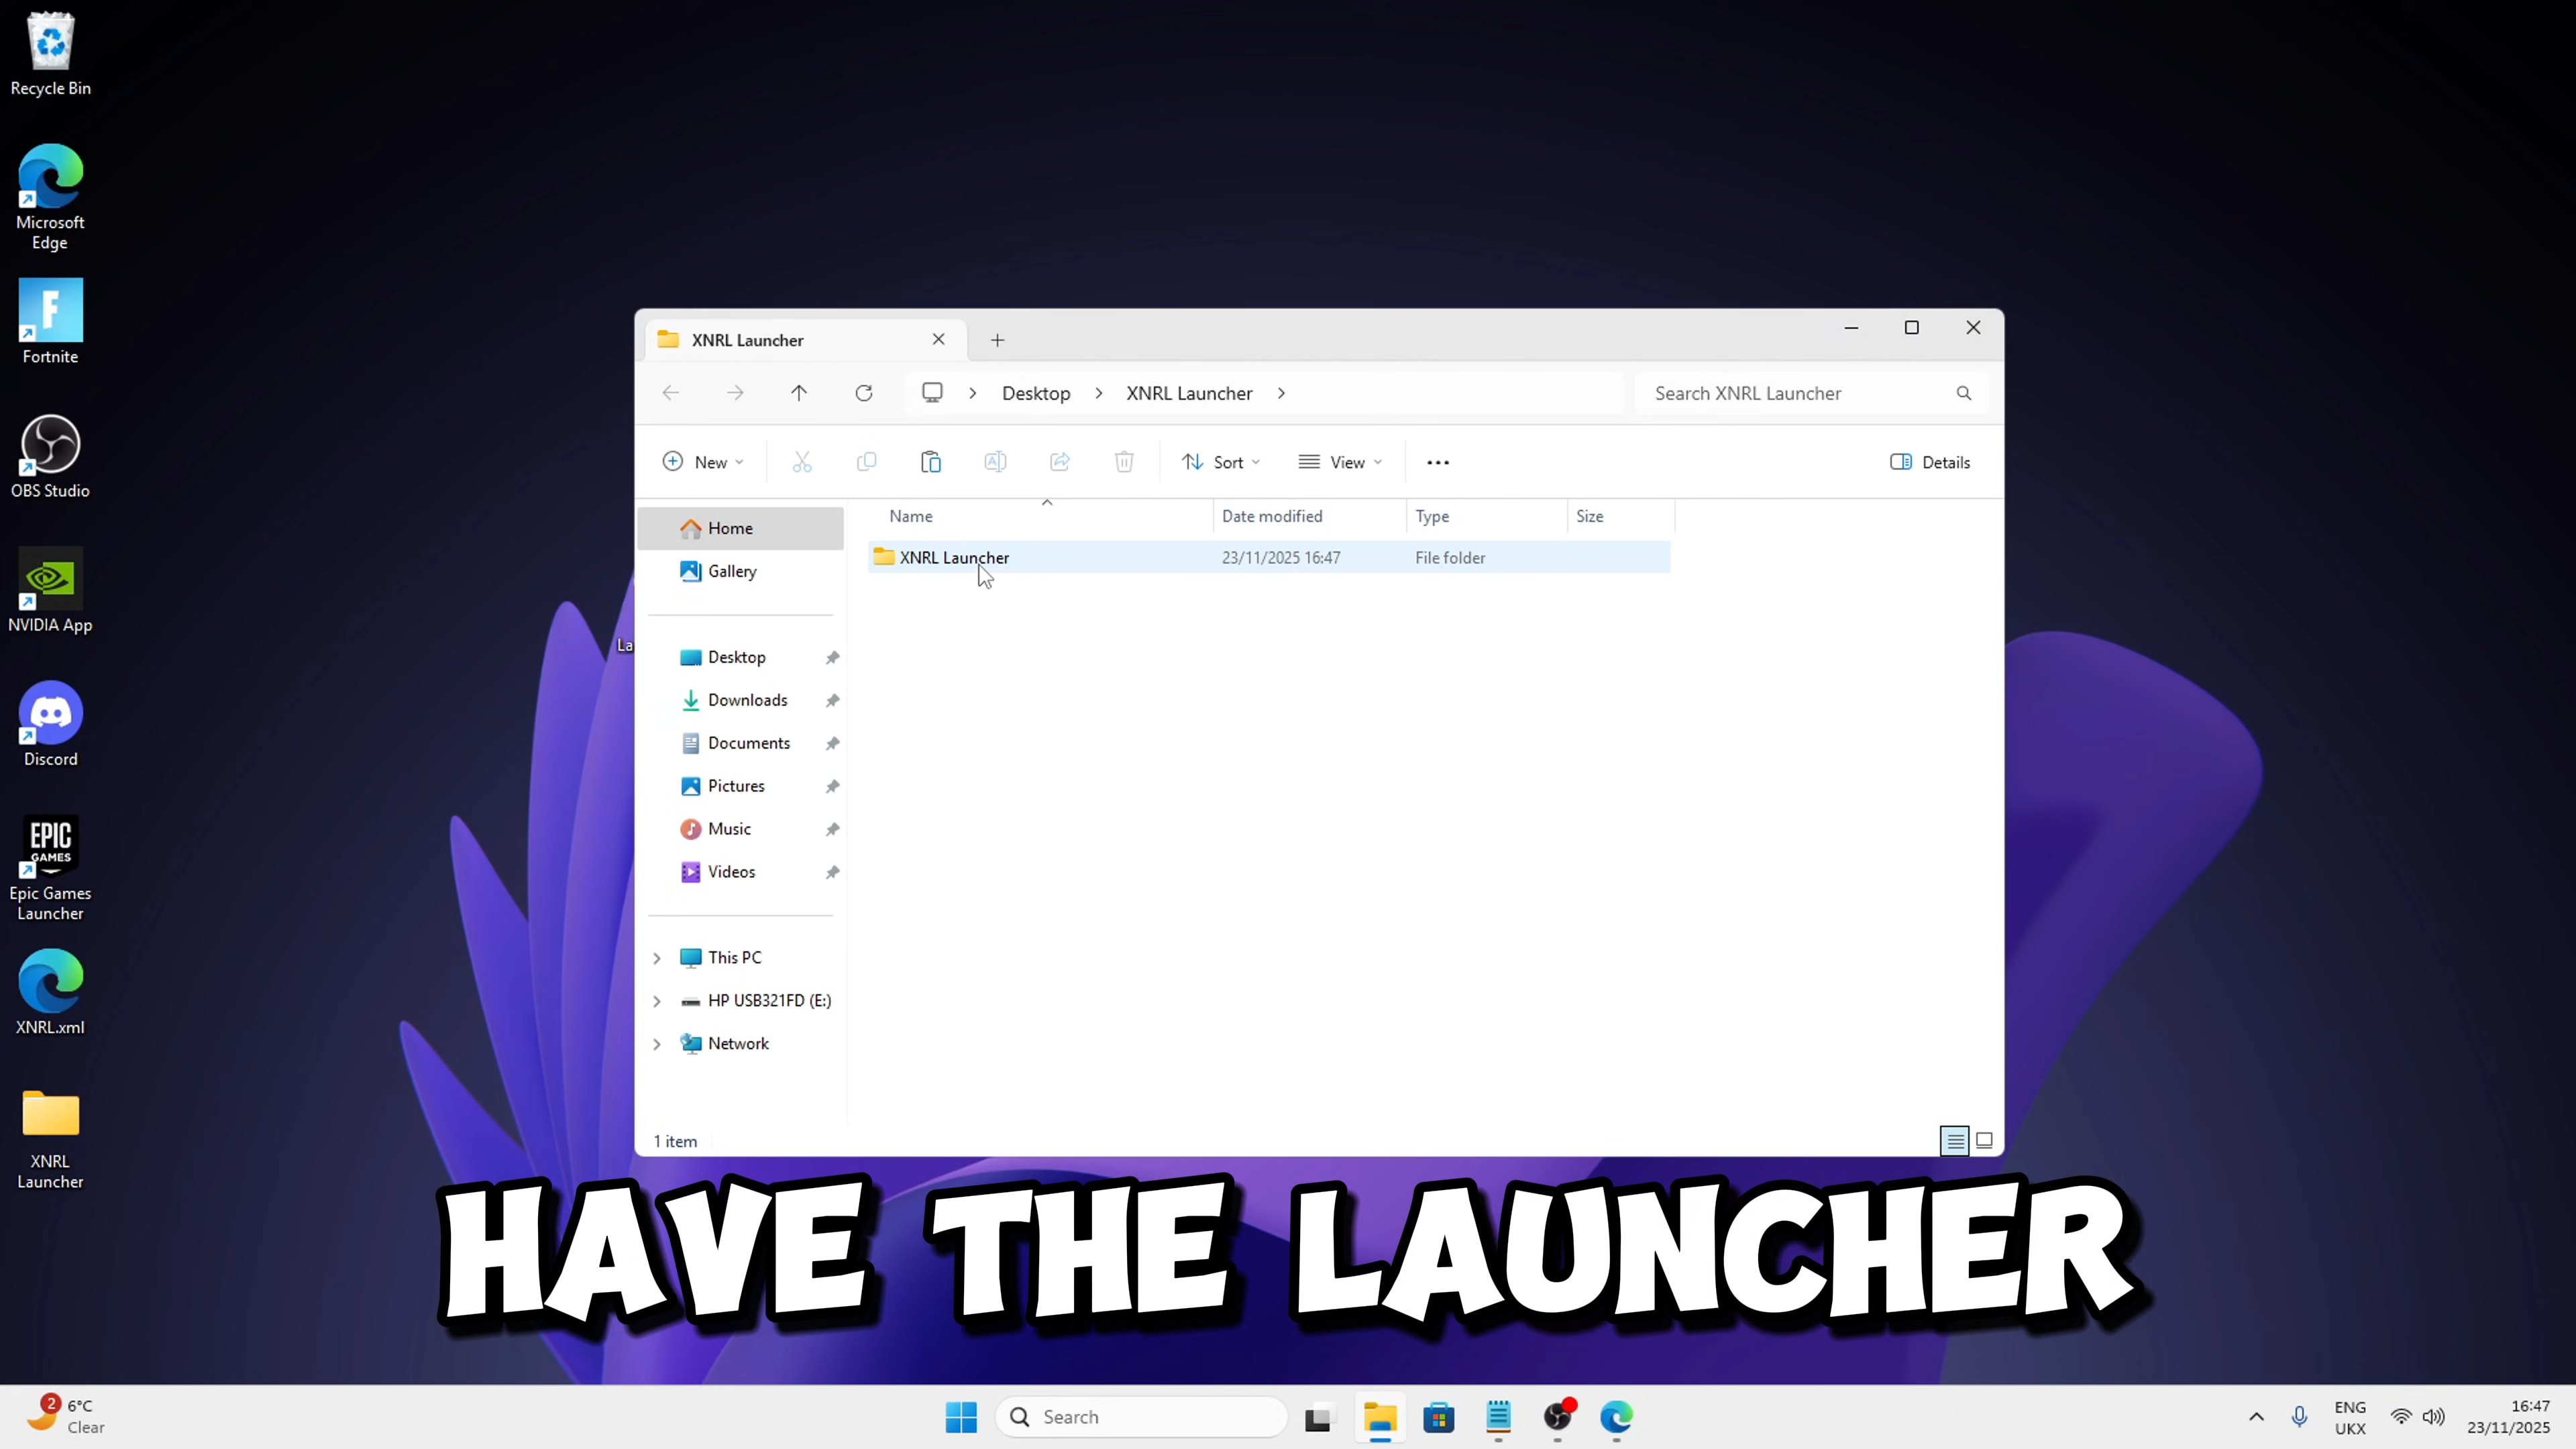 Recycle Bin
Microsoft
Edge
F
Fortnite
OBS Studio
NVIDIA App
Discord
EPIC
GAMES
Epic Games
Launcher
XNRL.xml
XNRL
Launcher
La
XNRL Launcher
Desktop
XNRL Launcher
Search XNRL Launcher
New
Sort
View
Details
Home
Gallery
Desktop
Downloads
Documents
Pictures
Music
Videos
This PC
HP USB321FD (E:)
Network
Name Date modified Type Size
XNRL Launcher 23/11/2025 16:47 File folder
1 item
HAVE THE LAUNCHER
2
6°C
Clear
Search
ENG
UKX
16:47
23/11/2025